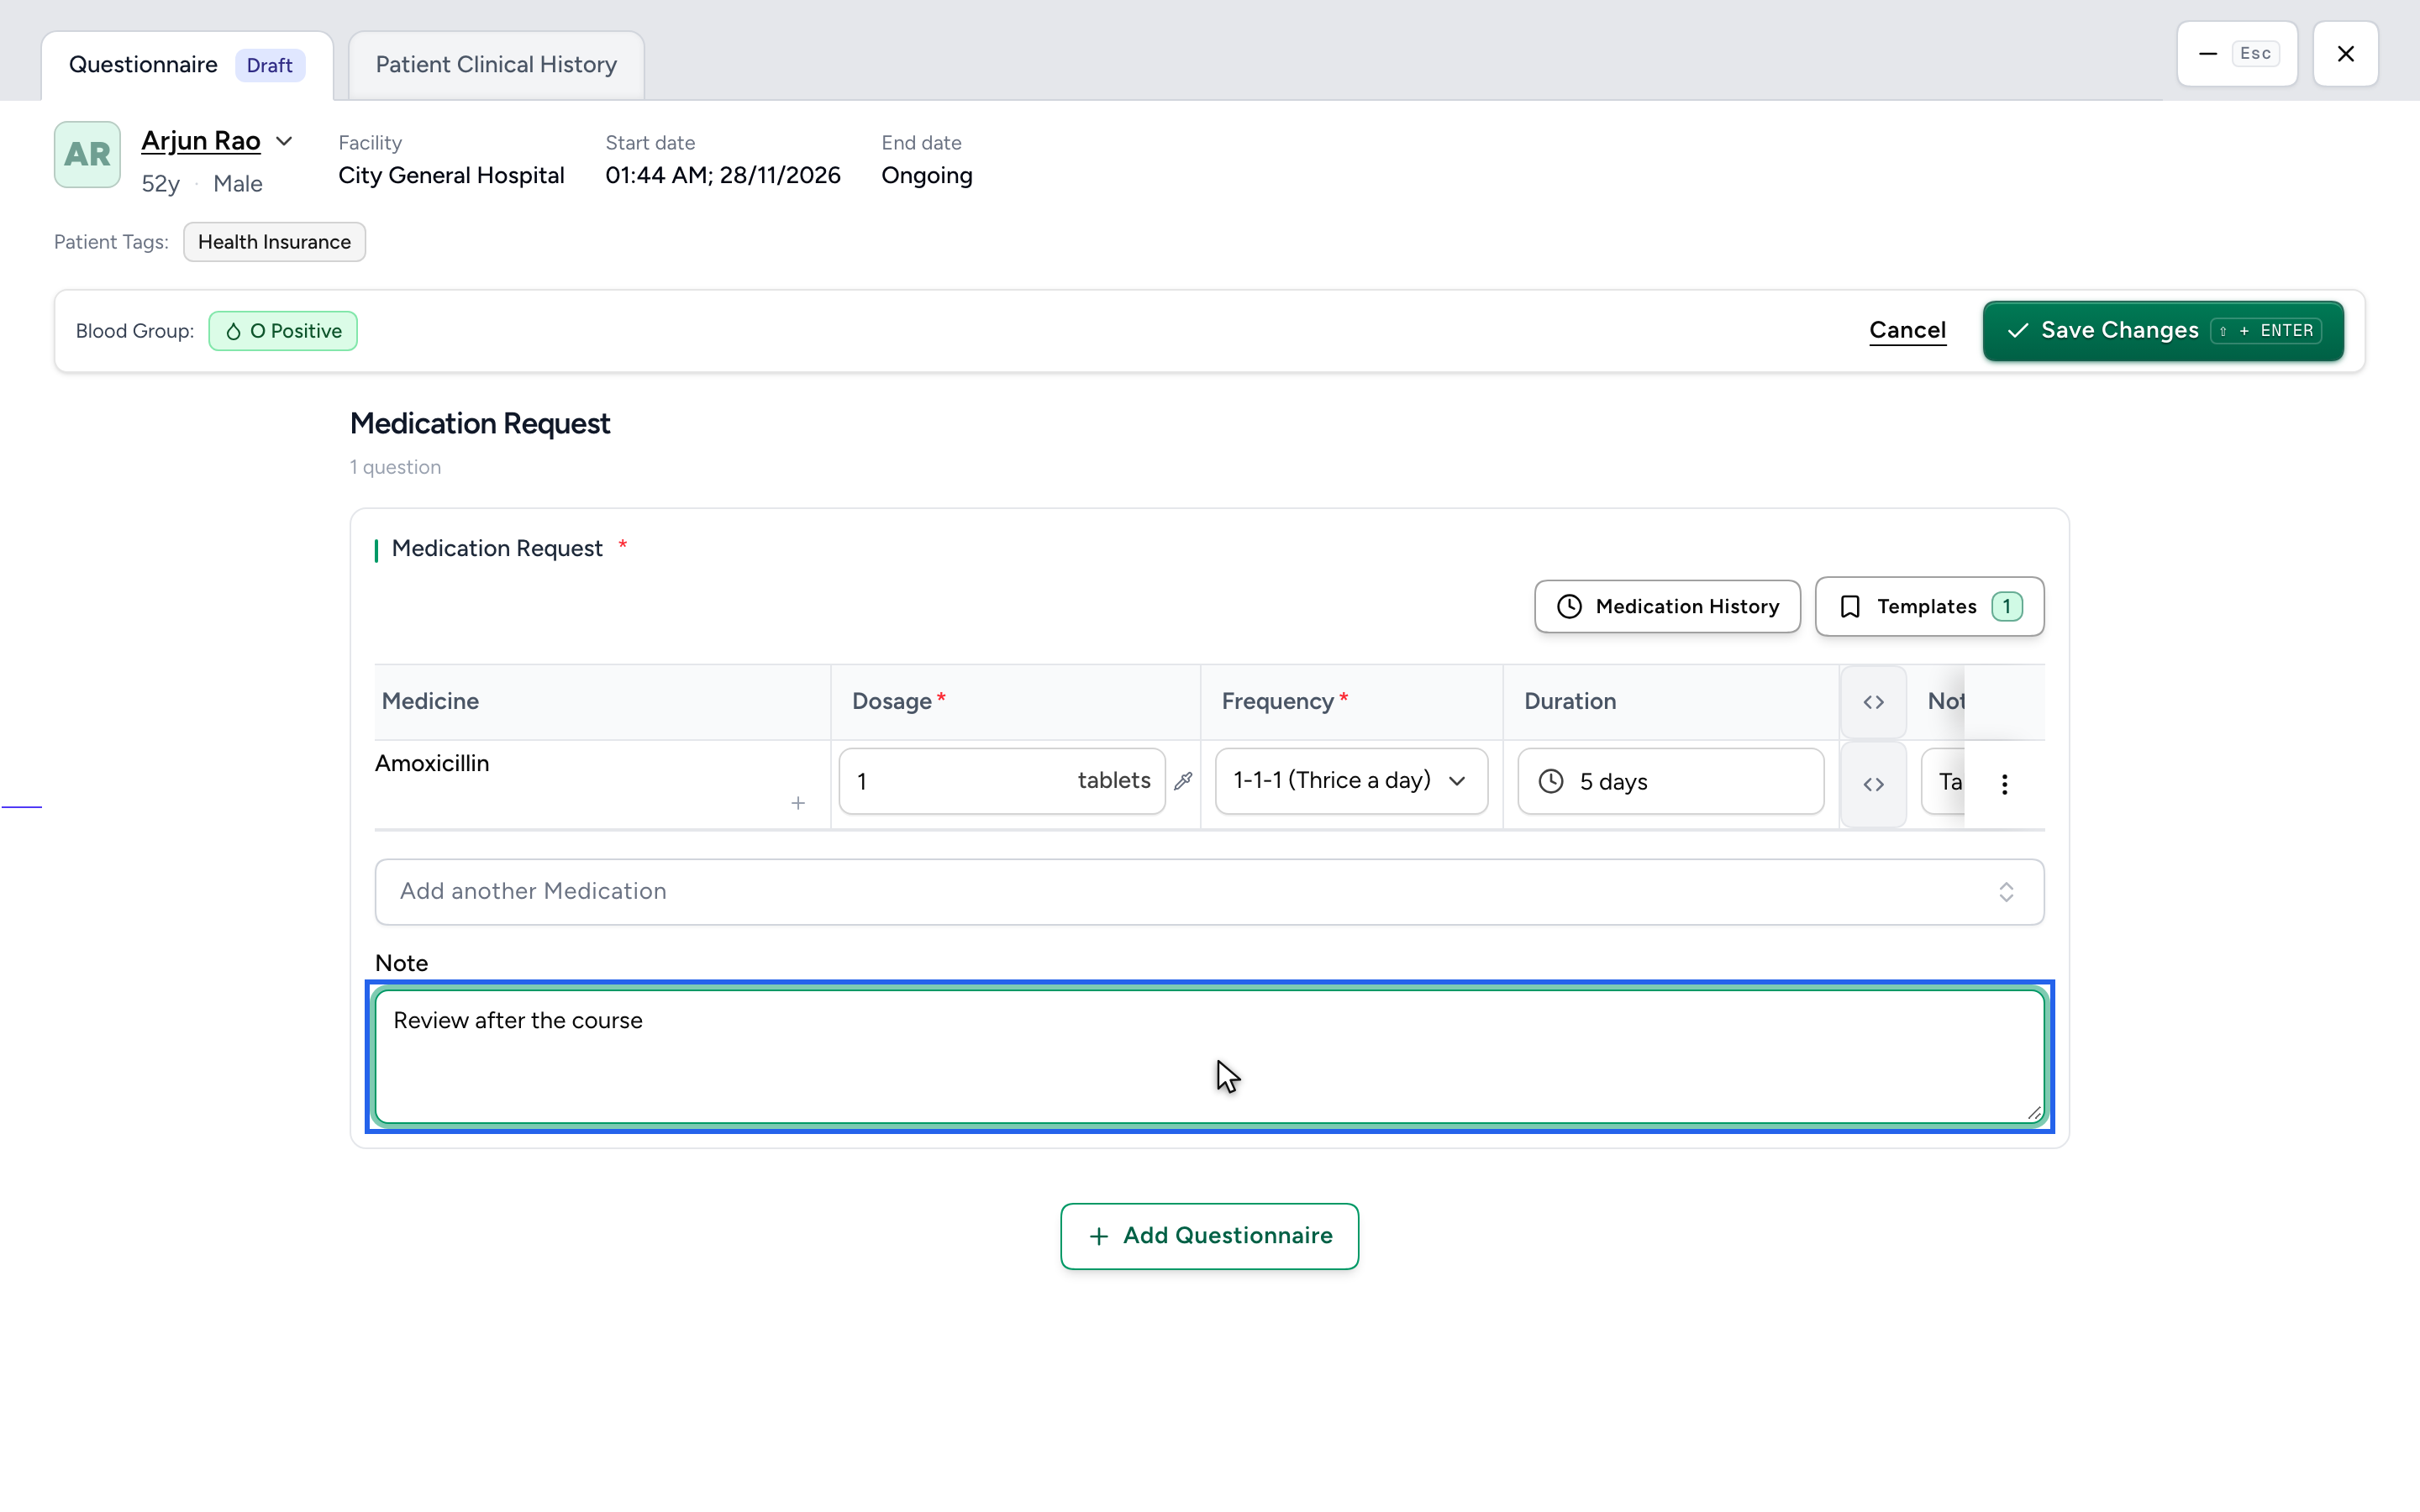 Questionnaire Draft Patient Clinical History
Esc
AR
Arjun Rao
52y · Male
Facility
City General Hospital
Start date
01:44 AM; 28/11/2026
End date
Ongoing
Patient Tags: Health Insurance
Blood Group: O Positive
Cancel
Save Changes ⇧ + ENTER
Medication Request
1 question
Medication Request *
Medication History
Templates 1
Medicine Dosage * Frequency * Duration <> Not
Amoxicillin 1 tablets 1-1-1 (Thrice a day) 5 days <> Ta
Add another Medication
Note
Review after the course
+ Add Questionnaire